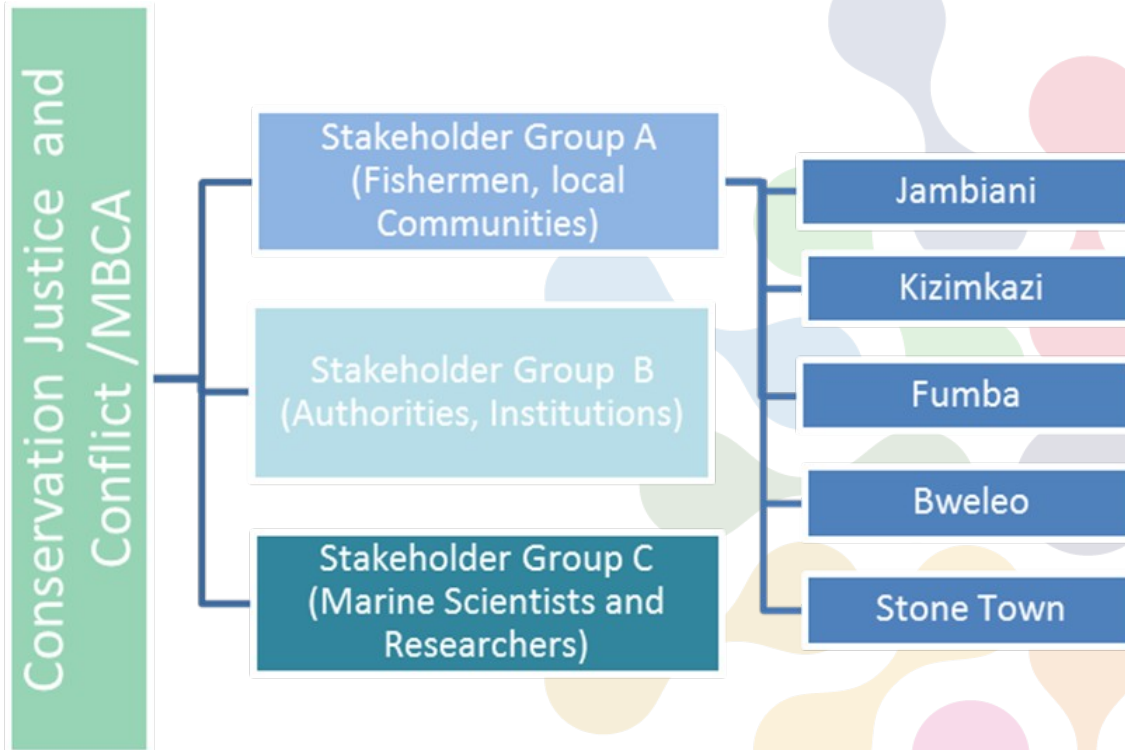 Conservation Justice and
Conflict /MBCA
Stakeholder Group A
(Fishermen, local
Communities)
Stakeholder Group B
(Authorities, Institutions)
Stakeholder Group C
(Marine Scientists and
Researchers)
Jambiani
Kizimkazi
Fumba
Bweleo
Stone Town